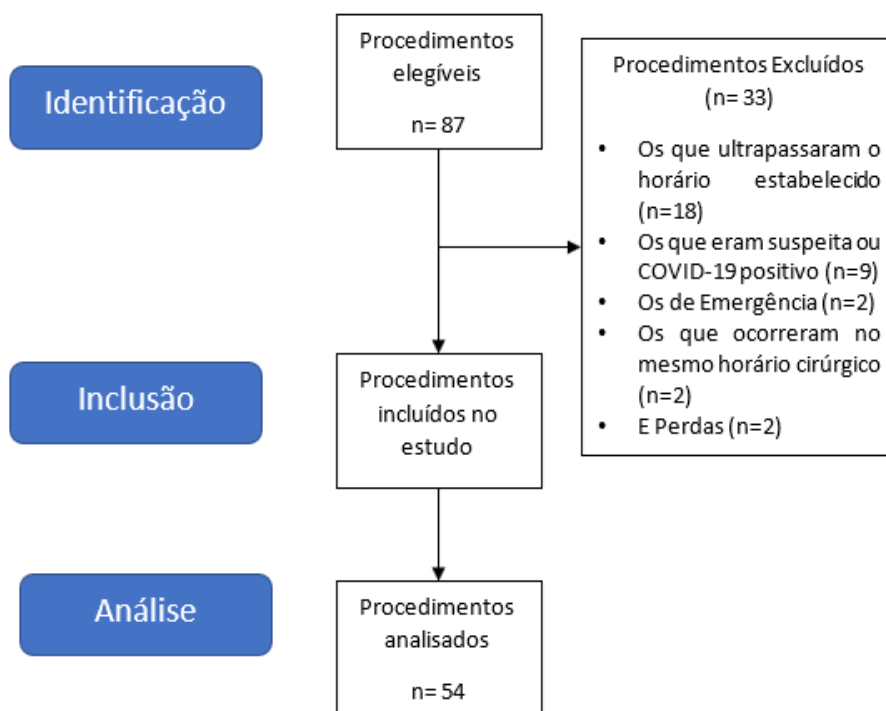 Identificação
Procedimentos
elegíveis
n= 87
Procedimentos Excluídos
(n= 33)
• Os que ultrapassaram o
horário estabelecido
(n=18)
• Os que eram suspeita ou
COVID-19 positivo (n=9)
• Os de Emergência (n=2)
• Os que ocorreram no
mesmo horário cirúrgico
(n=2)
• E Perdas (n=2)
Inclusão
Procedimentos
incluídos no
estudo
Análise
Procedimentos
analisados
n= 54